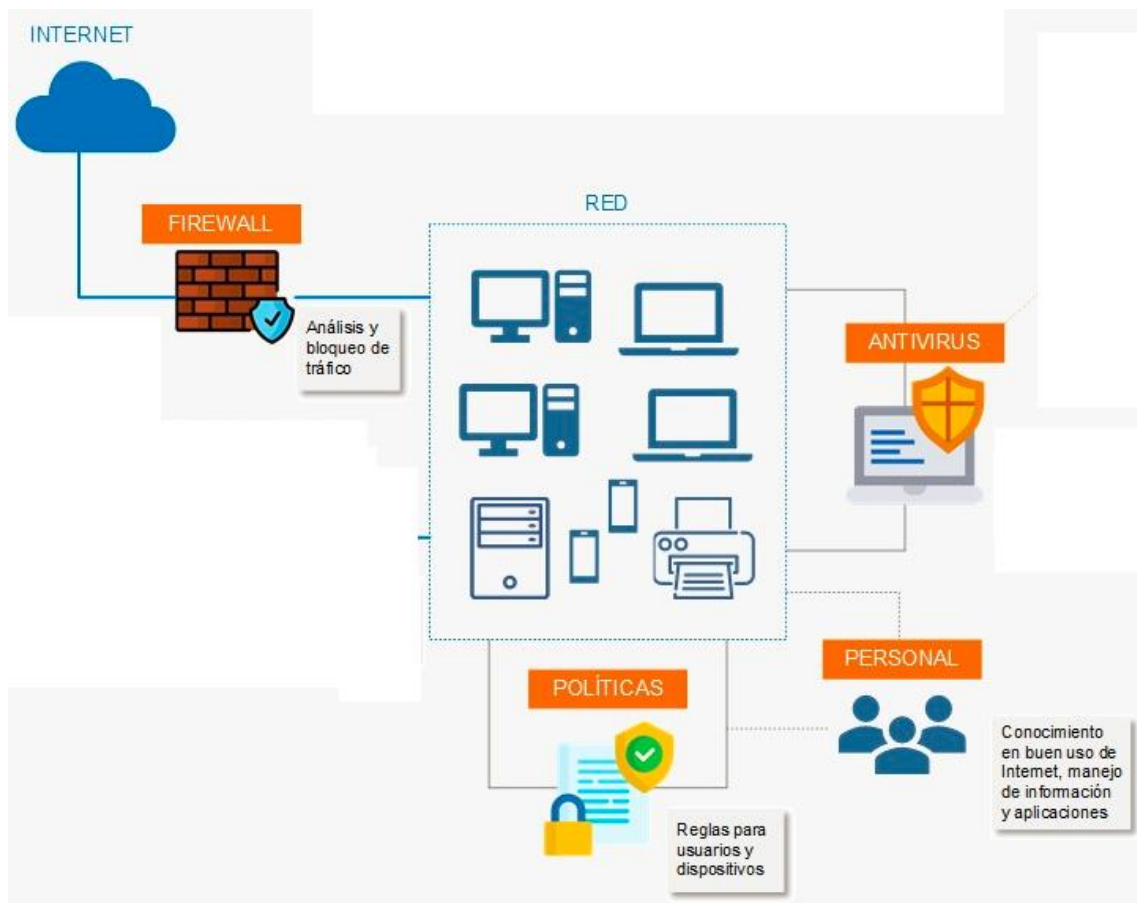 INTERNET
RED
FIREWALL
Análisis y
bloqueo de
tráfico
ANTIVIRUS
PERSONAL
POLÍTICAS
Conocimiento
en buen uso de
Internet, manejo
de información
y aplicaciones
Reglas para
usuarios y
dispositivos